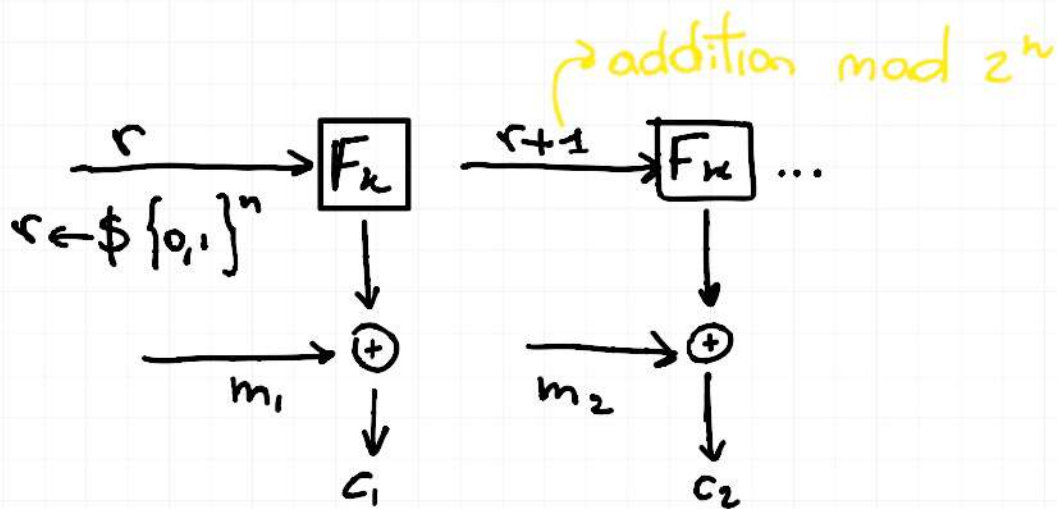 addition mod 2^n
r F_k r+1 F_k ...
r ← $ {0,1}^n
⊕ ⊕
m_1 m_2
c_1 c_2